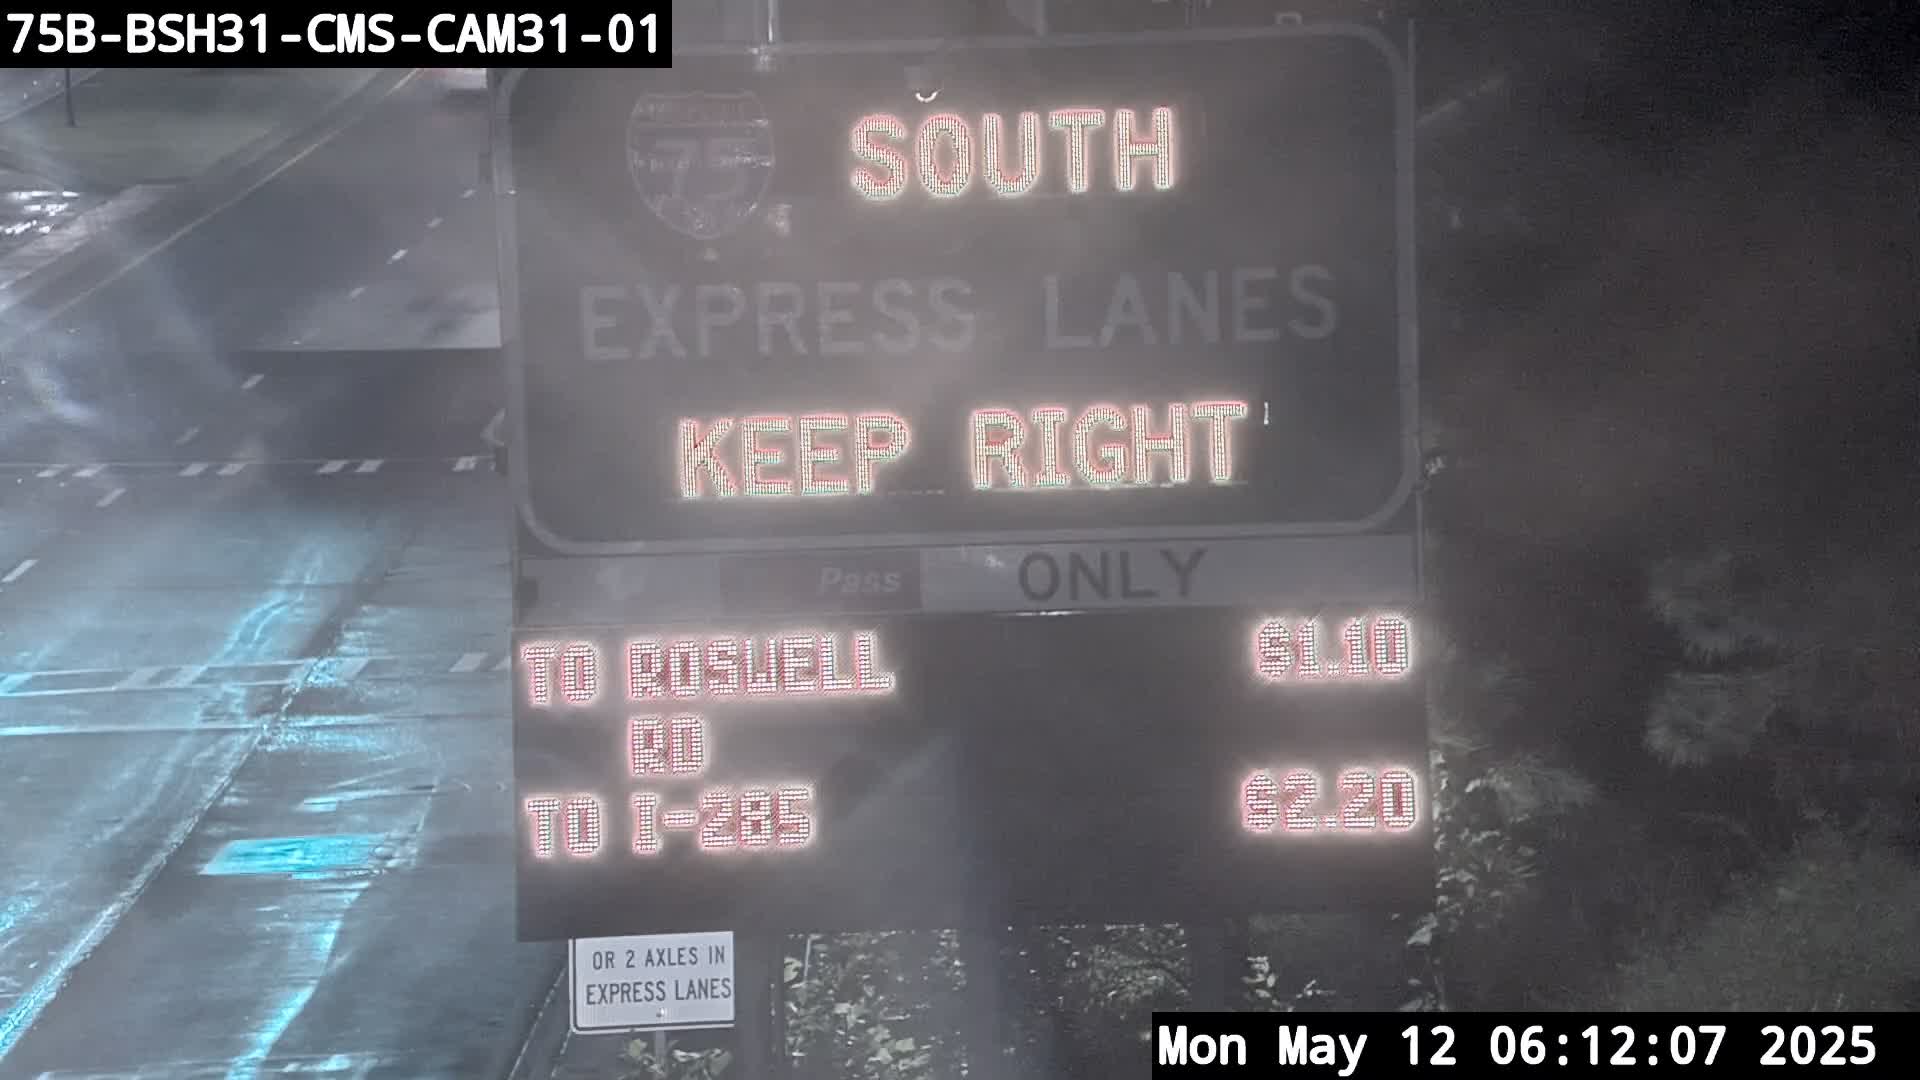 75B-BSH31-CMS-CAM31-01
SOUTH
75
EXPRESS LANES
KEEP RIGHT
Pass ONLY
TO ROSWELL $1.10
RD
TO I-285 $2.20
OR 2 AXLES IN
EXPRESS LANES
Mon May 12 06:12:07 2025